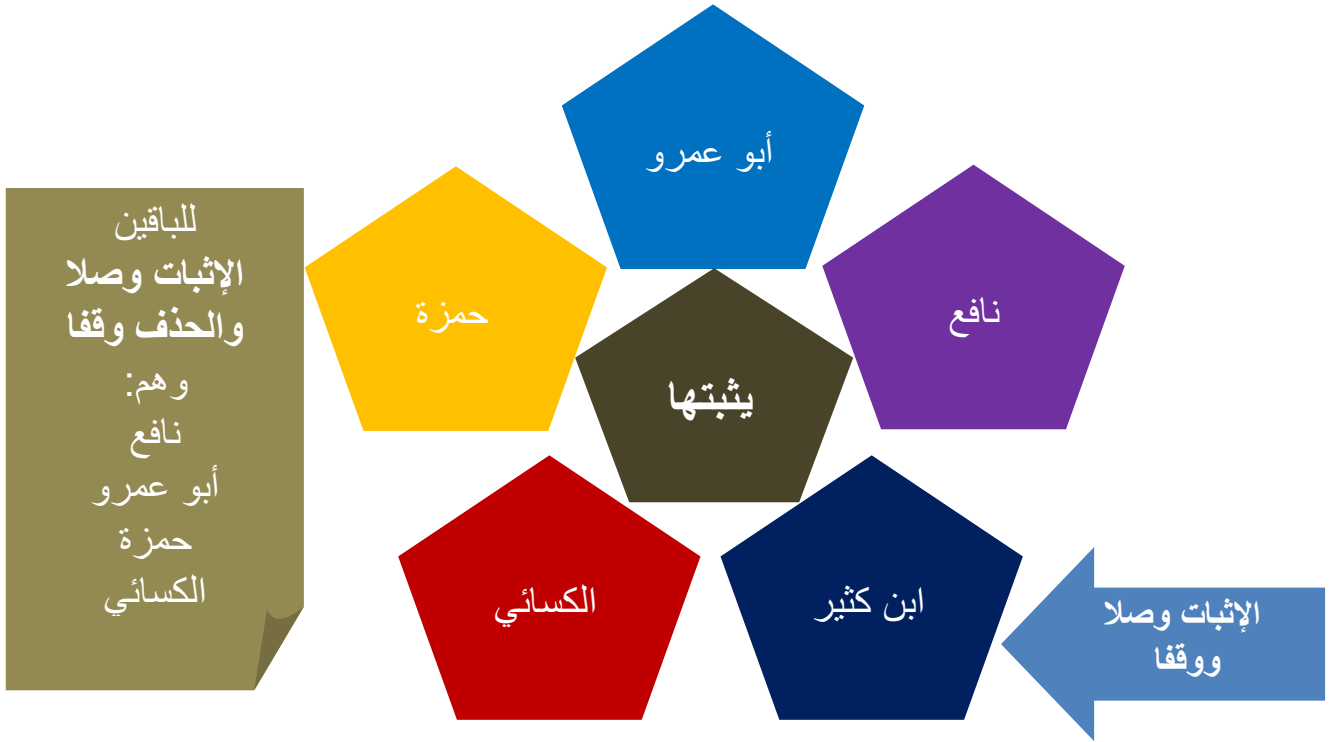 أبو عمرو
نافع
حمزة
يثبتها
ابن كثير
الكسائي
الإثبات وصلا
ووقفا
للباقين
الإثبات وصلا
والحذف وقفا
وهم:
نافع
أبو عمرو
حمزة
الكسائي